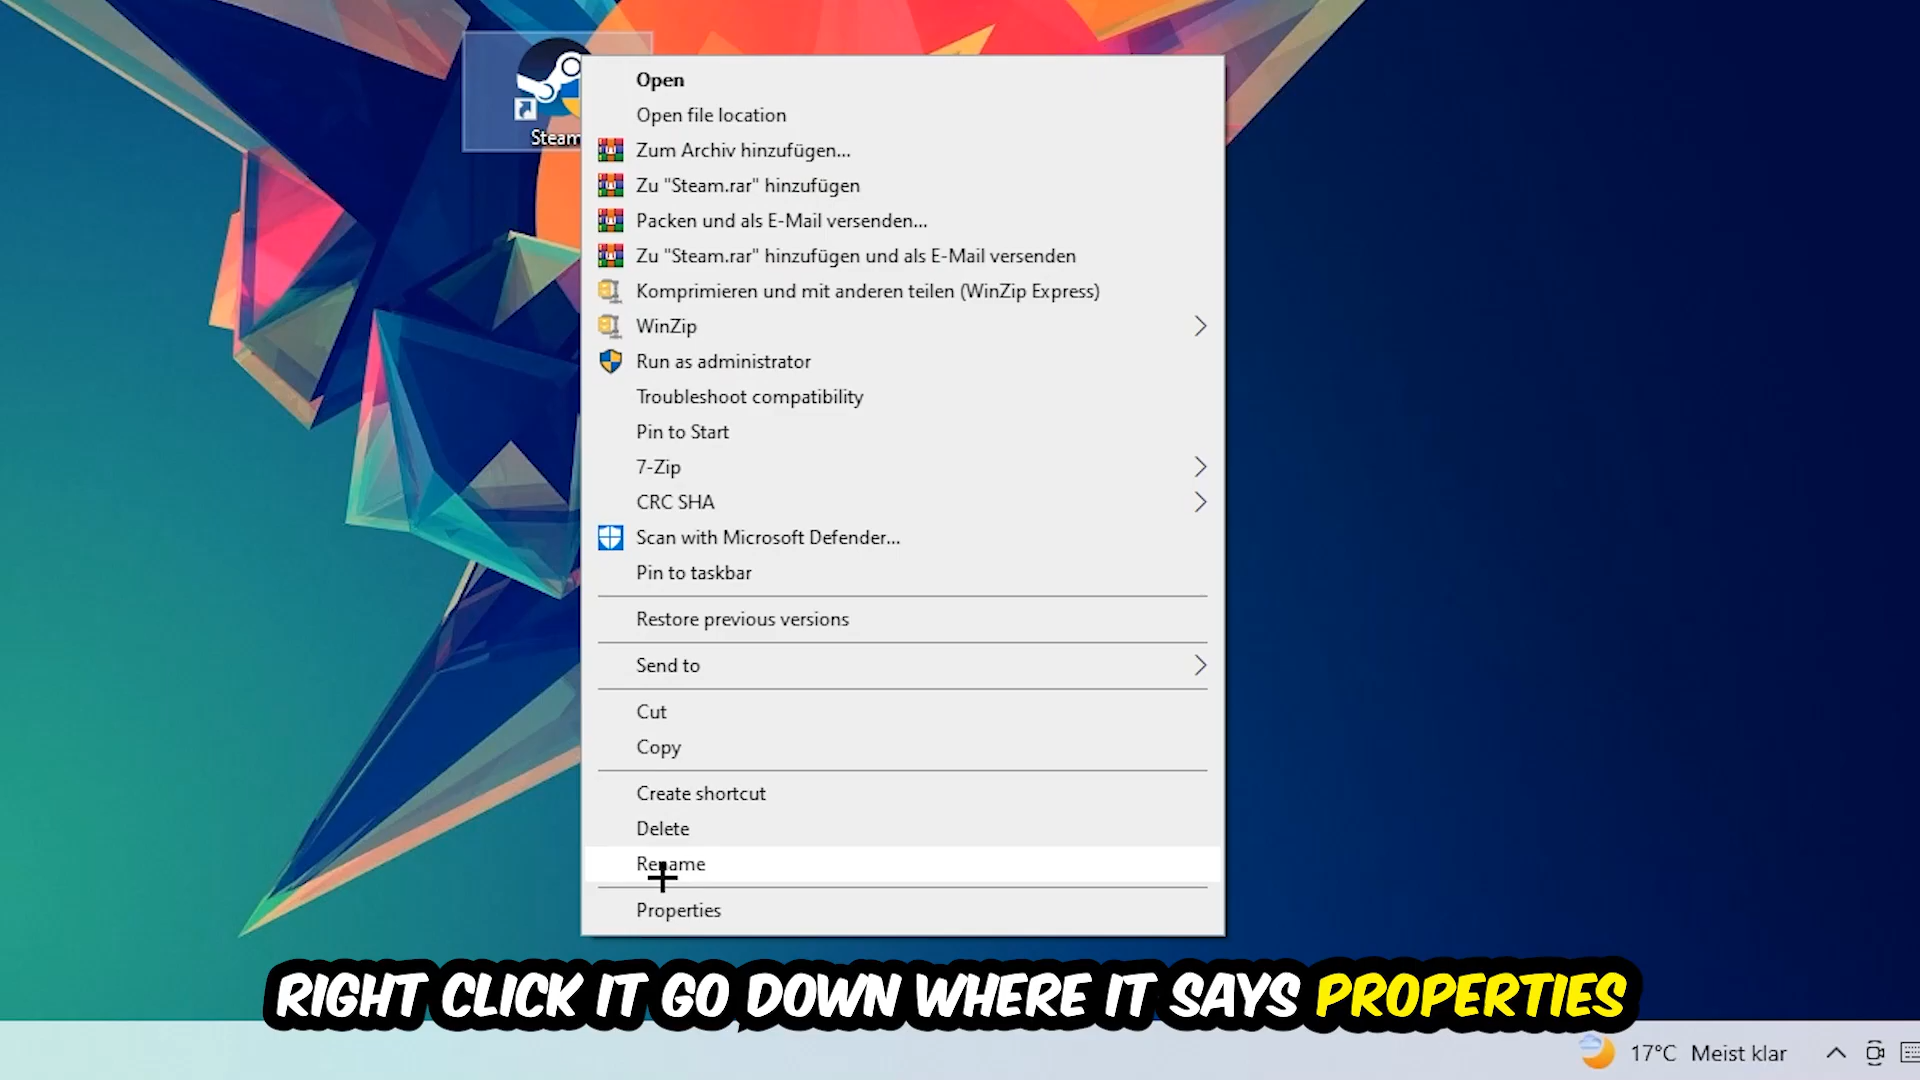 Steam
Open
Open file location
Zum Archiv hinzufügen...
Zu "Steam.rar" hinzufügen
Packen und als E-Mail versenden...
Zu "Steam.rar" hinzufügen und als E-Mail versenden
Komprimieren und mit anderen teilen (WinZip Express)
WinZip
Run as administrator
Troubleshoot compatibility
Pin to Start
7-Zip
CRC SHA
Scan with Microsoft Defender...
Pin to taskbar
Restore previous versions
Send to
Cut
Copy
Create shortcut
Delete
Rename
Properties
RIGHT CLICK IT GO DOWN WHERE IT SAYS PROPERTIES
17°C Meist klar